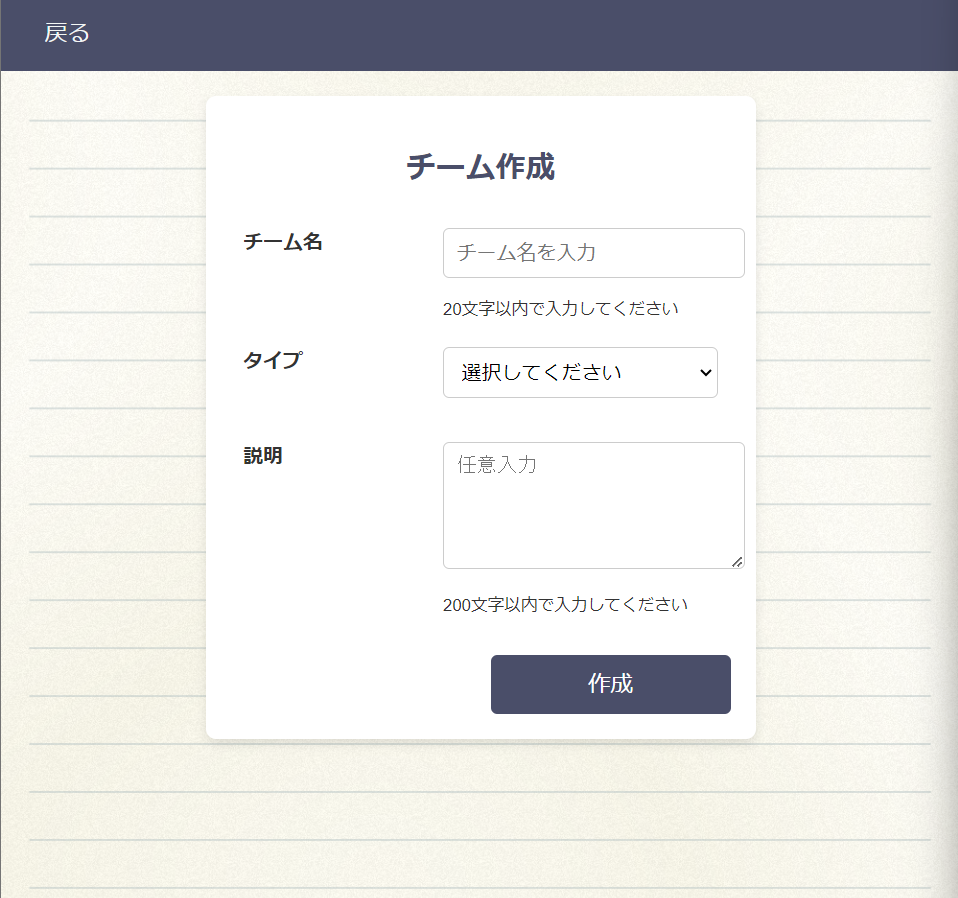 戻る
チーム作成
チーム名
チーム名を入力
20文字以内で入力してください
タイプ
選択してください
説明
任意入力
200文字以内で入力してください
作成